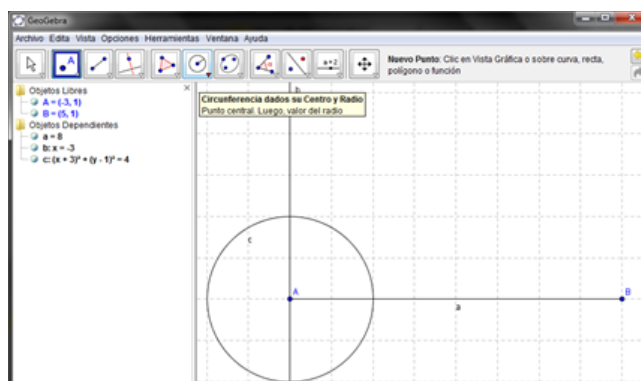 GeoGebra
Archivo Edita Vista Opciones Herramientas Ventana Ayuda
A
a=2
Nuevo Punto: Clic en Vista Gráfica o sobre curva, recta,
polígono o función
Objetos Libres
A = (-3, 1)
B = (5, 1)
Objetos Dependientes
a = 8
b: x = -3
c: (x + 3)² + (y - 1)² = 4
b
Circunferencia dados su Centro y Radio
Punto central. Luego, valor del radio
c
A
B
a